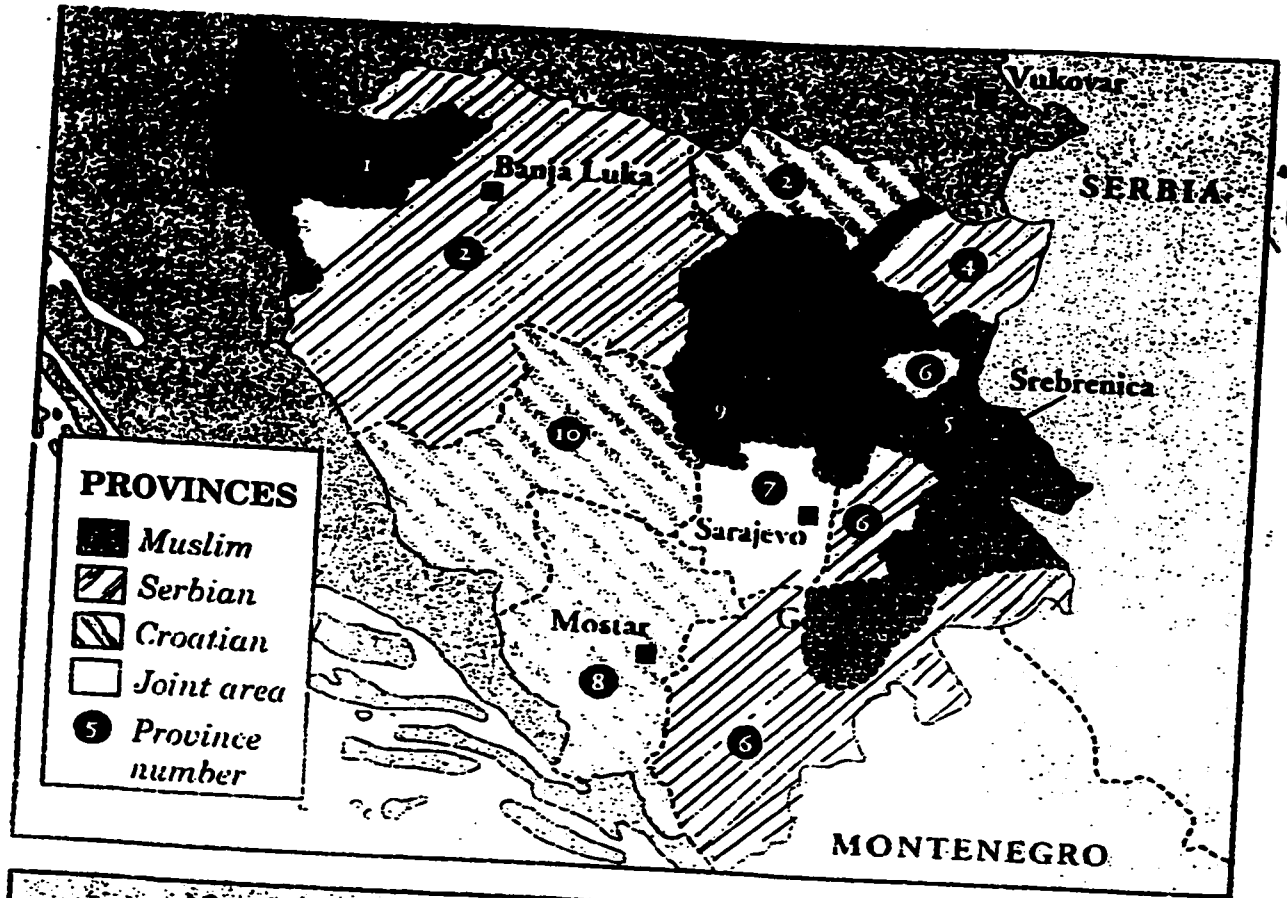 Vukovar
1
Banja Luka
2
SERBIA
2
4
6
Srebrenica
9
5
10
PROVINCES
Muslim
Serbian
Croatian
Joint area
5 Province
number
7
Sarajevo
6
Mostar
G
8
6
MONTENEGRO